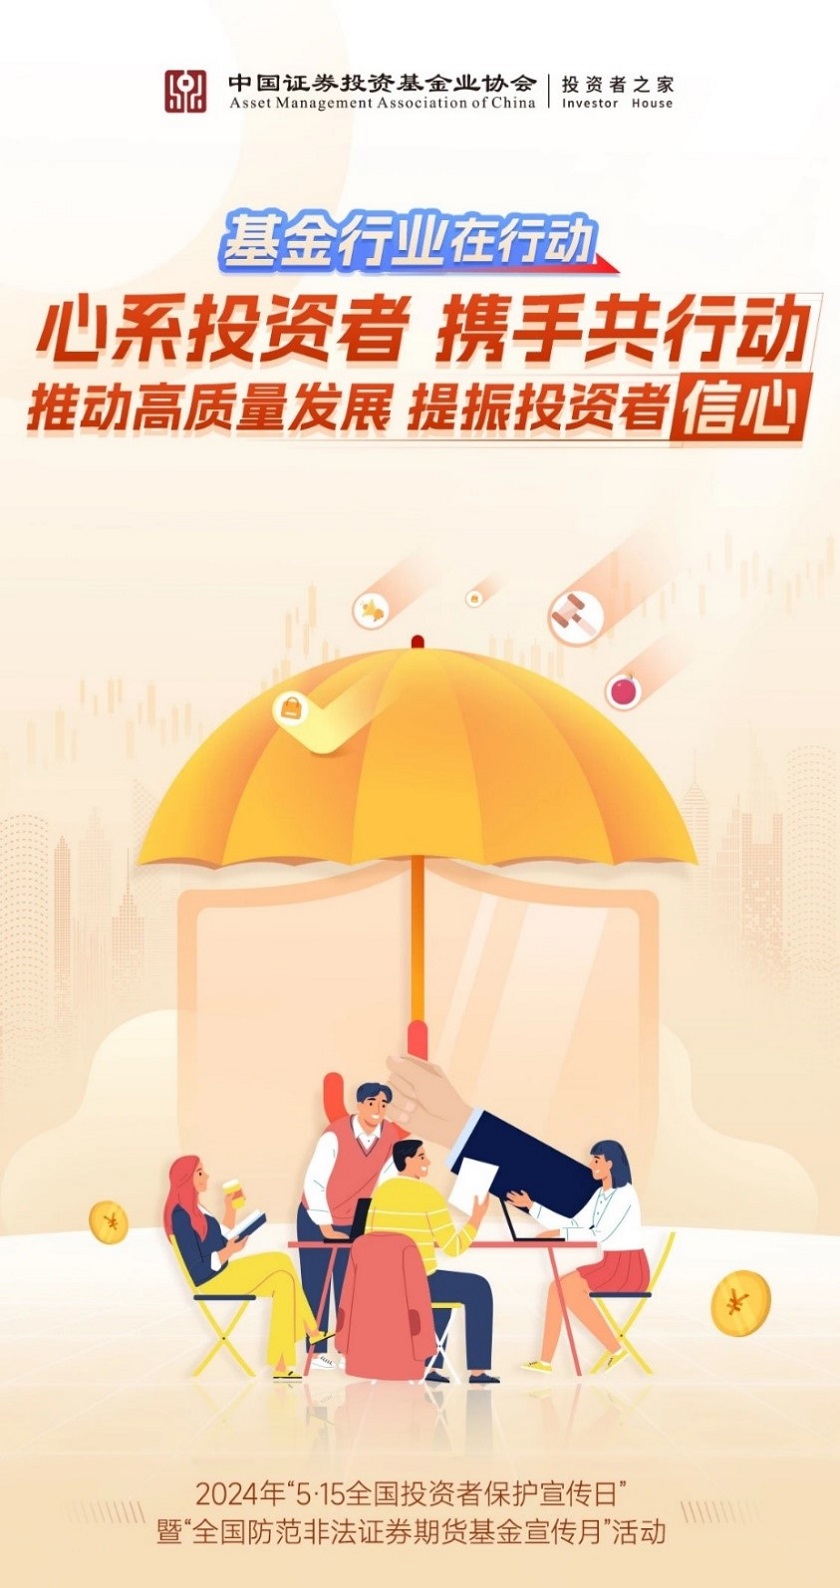 中国证券投资基金业协会 投资者之家
Asset Management Association of China Investor House
基金行业在行动
心系投资者 携手共行动
推动高质量发展 提振投资者信心
2024年“5·15全国投资者保护宣传日”
暨“全国防范非法证券期货基金宣传月”活动